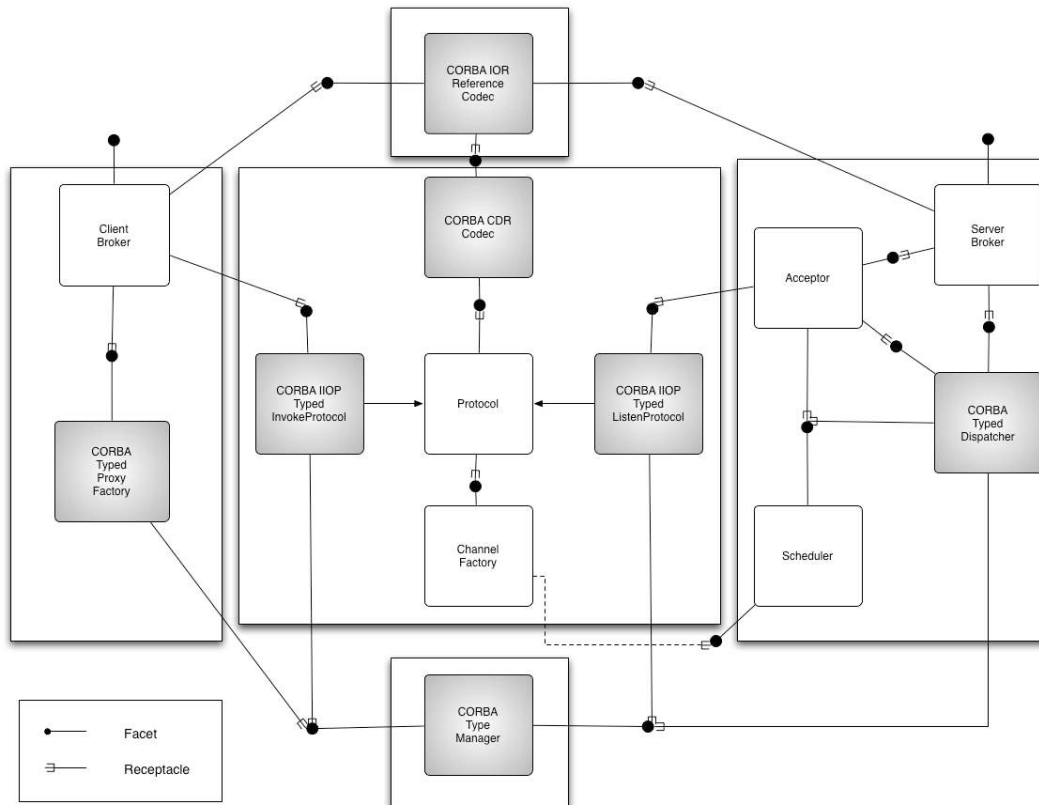 CORBA IOR
Reference
Codec
Client
Broker
CORBA CDR
Codec
Server
Broker
Acceptor
CORBA IIOP
Typed
InvokeProtocol
Protocol
CORBA IIOP
Typed
ListenProtocol
CORBA
Typed
Dispatcher
CORBA
Typed
Proxy
Factory
Channel
Factory
Scheduler
CORBA
Type
Manager
Facet
Receptacle